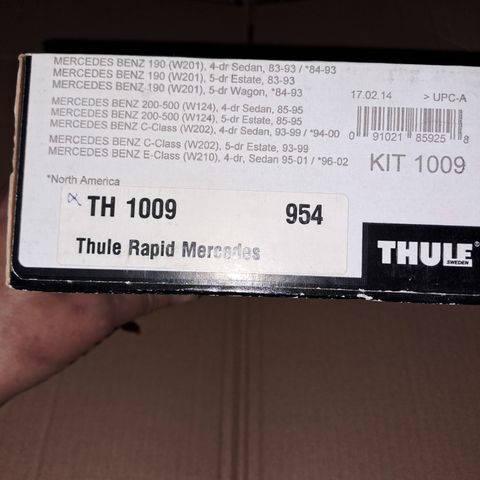 MERCEDES BENZ 190 (W201), 4-dr Sedan, 83-93 / *84-93
MERCEDES BENZ 190 (W201), 5-dr Estate, 83-93
MERCEDES BENZ 190 (W201), 5-dr Wagon, *84-93
MERCEDES BENZ 200-500 (W124), 4-dr Sedan, 85-95
MERCEDES BENZ 200-500 (W124), 5-dr Estate, 85-95
MERCEDES BENZ C-Class (W202), 4-dr Sedan, 93-99 / *94-00
MERCEDES BENZ C-Class (W202), 5-dr Estate, 93-99
MERCEDES BENZ E-Class (W210), 4-dr, Sedan 95-01 / *96-02
*North America
17.02.14 > UPC-A
0 91021 85925 8
KIT 1009
TH 1009 954
Thule Rapid Mercedes
THULE
SWEDEN